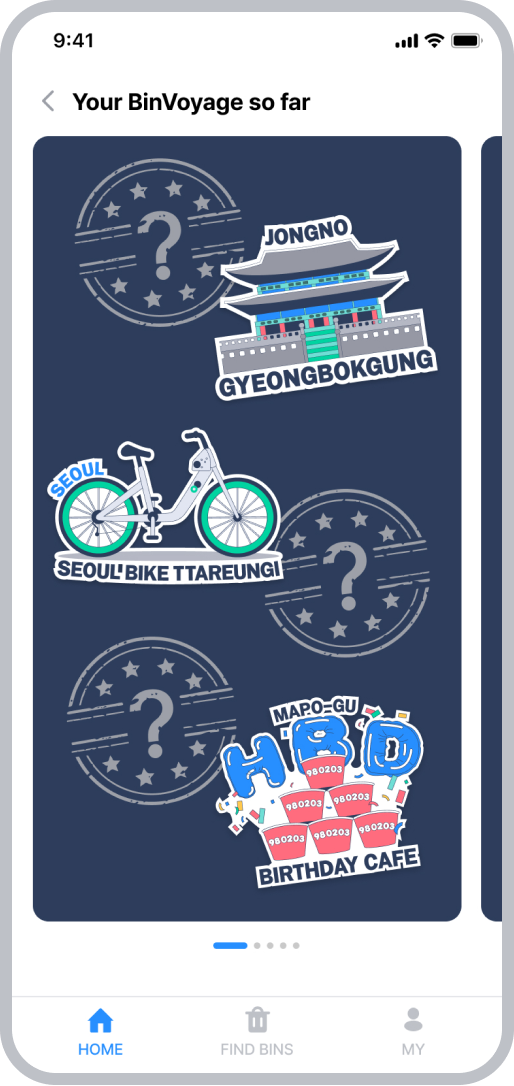 9:41
Your BinVoyage so far
?
JONGNO
GYEONGBOKGUNG
SEOUL
SEOUL BIKE TTAREUNGI
?
?
MAPO-GU
HBD
980203
980203 980203
980203 980203 980203
BIRTHDAY CAFE
HOME
FIND BINS
MY